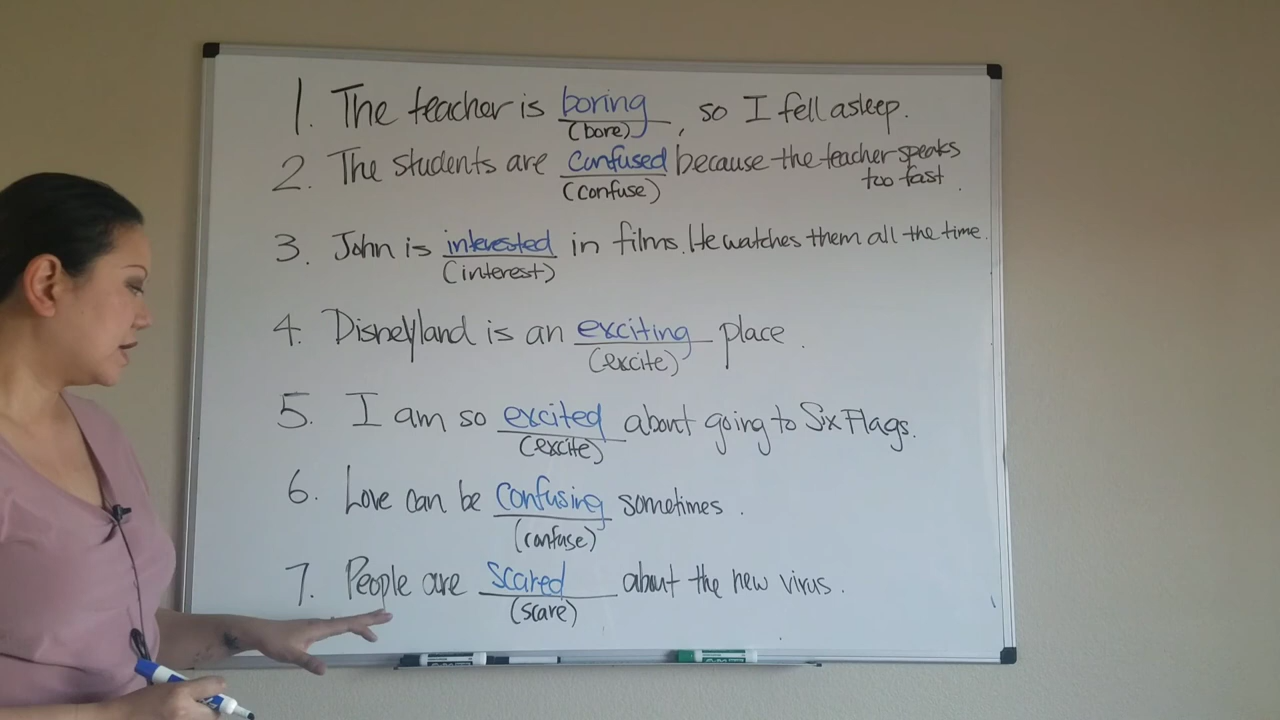 1. The teacher is boring, so I fell asleep.
(bore)
2. The students are confused because the teacher speaks
too fast.
(confuse)
3. John is interested in films. He watches them all the time.
(interest)
4. Disneyland is an exciting place.
(excite)
5. I am so excited about going to Six Flags.
(excite)
6. Love can be confusing sometimes.
(confuse)
7. People are scared about the new virus.
(scare)